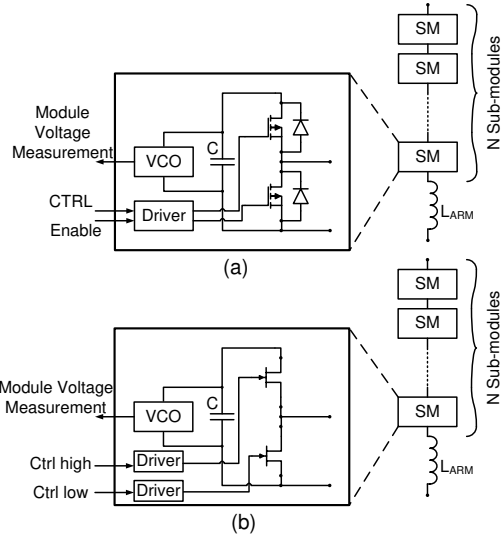 SM
SM
N Sub-modules
Module
Voltage
Measurement
VCO
C
SM
CTRL
Enable
Driver
LARM
(a)
SM
SM
N Sub-modules
Module Voltage
Measurement
VCO
C
SM
Ctrl high
Driver
Ctrl low
Driver
LARM
(b)